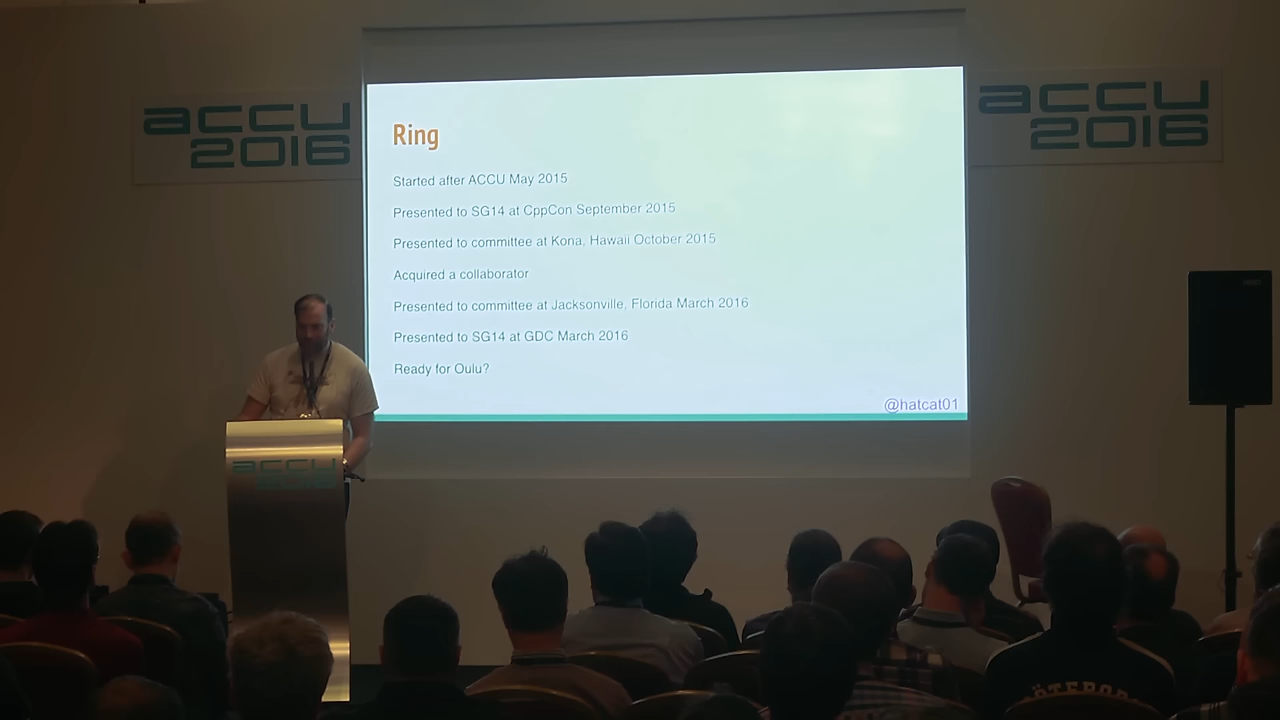 accu
2016
accu
2016
Ring
Started after ACCU May 2015
Presented to SG14 at CppCon September 2015
Presented to committee at Kona, Hawaii October 2015
Acquired a collaborator
Presented to committee at Jacksonville, Florida March 2016
Presented to SG14 at GDC March 2016
Ready for Oulu?
@hatcat01
accu
2016